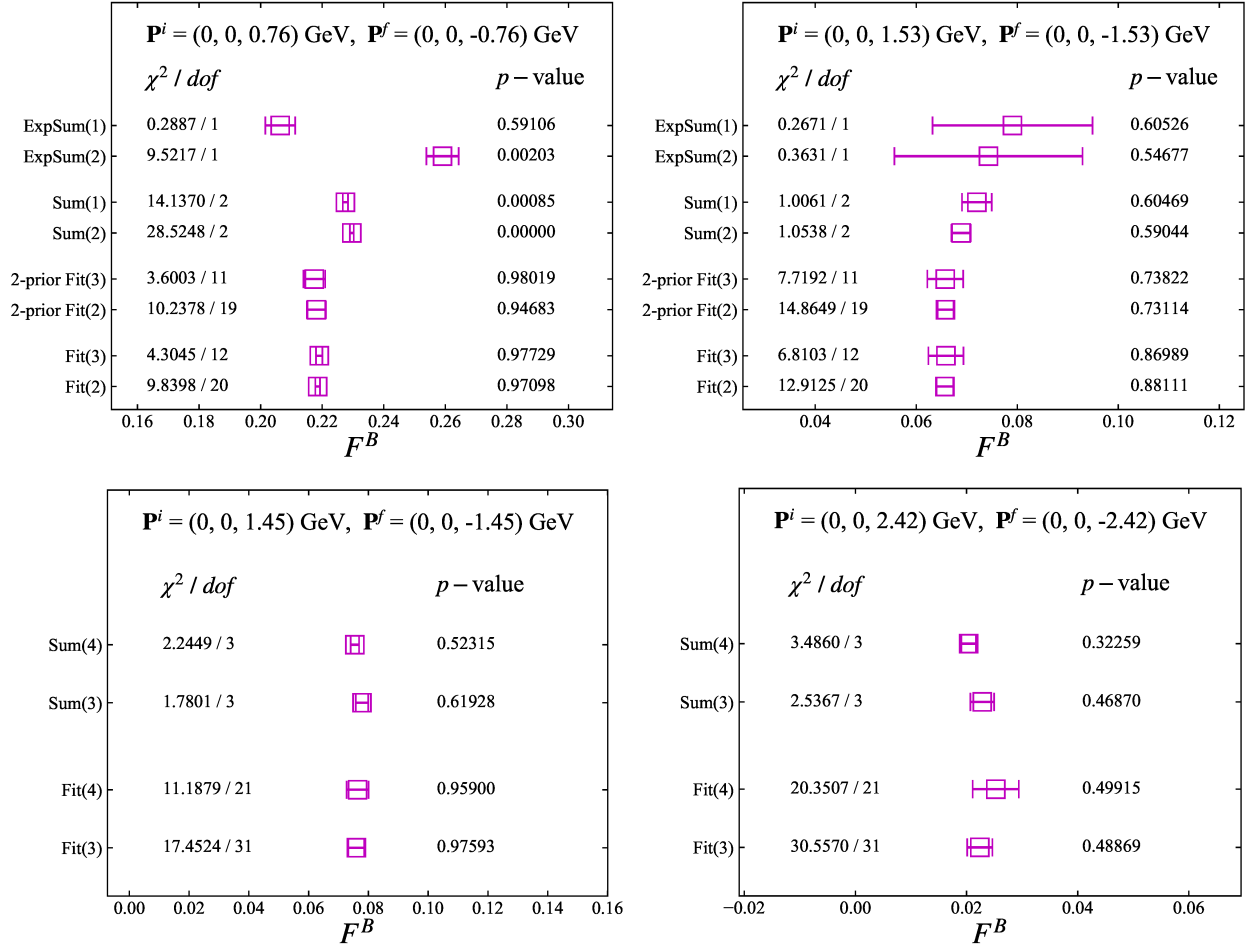 𝐏ⁱ = (0, 0, 0.76) GeV, 𝐏ᶠ = (0, 0, -0.76) GeV
χ² / dof p − value
ExpSum(1) 0.2887 / 1 0.59106
ExpSum(2) 9.5217 / 1 0.00203
Sum(1) 14.1370 / 2 0.00085
Sum(2) 28.5248 / 2 0.00000
2-prior Fit(3) 3.6003 / 11 0.98019
2-prior Fit(2) 10.2378 / 19 0.94683
Fit(3) 4.3045 / 12 0.97729
Fit(2) 9.8398 / 20 0.97098
0.16 0.18 0.20 0.22 0.24 0.26 0.28 0.30
Fᴮ
𝐏ⁱ = (0, 0, 1.53) GeV, 𝐏ᶠ = (0, 0, -1.53) GeV
χ² / dof p − value
ExpSum(1) 0.2671 / 1 0.60526
ExpSum(2) 0.3631 / 1 0.54677
Sum(1) 1.0061 / 2 0.60469
Sum(2) 1.0538 / 2 0.59044
2-prior Fit(3) 7.7192 / 11 0.73822
2-prior Fit(2) 14.8649 / 19 0.73114
Fit(3) 6.8103 / 12 0.86989
Fit(2) 12.9125 / 20 0.88111
0.04 0.06 0.08 0.10 0.12
Fᴮ
𝐏ⁱ = (0, 0, 1.45) GeV, 𝐏ᶠ = (0, 0, -1.45) GeV
χ² / dof p − value
Sum(4) 2.2449 / 3 0.52315
Sum(3) 1.7801 / 3 0.61928
Fit(4) 11.1879 / 21 0.95900
Fit(3) 17.4524 / 31 0.97593
0.00 0.02 0.04 0.06 0.08 0.10 0.12 0.14 0.16
Fᴮ
𝐏ⁱ = (0, 0, 2.42) GeV, 𝐏ᶠ = (0, 0, -2.42) GeV
χ² / dof p − value
Sum(4) 3.4860 / 3 0.32259
Sum(3) 2.5367 / 3 0.46870
Fit(4) 20.3507 / 21 0.49915
Fit(3) 30.5570 / 31 0.48869
−0.02 0.00 0.02 0.04 0.06
Fᴮ